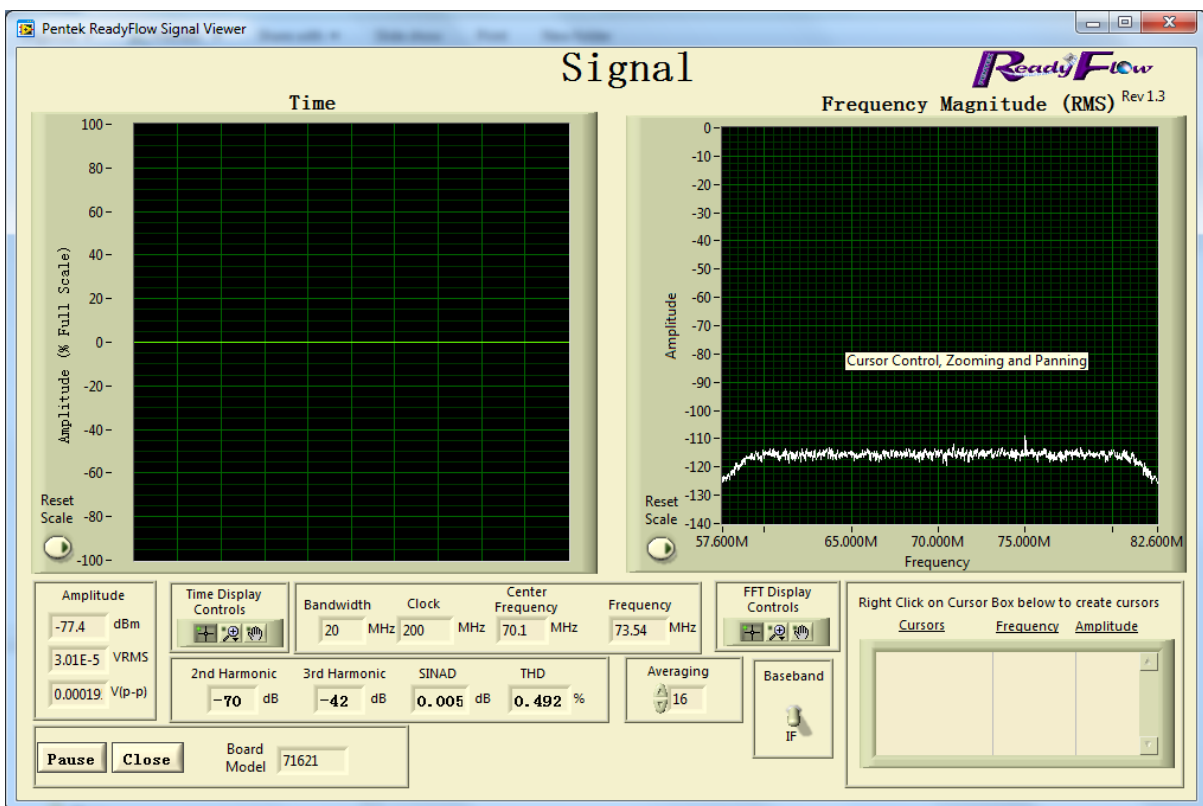 Pentek ReadyFlow Signal Viewer
Signal
ReadyFlow
Rev 1.3
Time
Frequency Magnitude (RMS)
100
80
60
40
20
0
-20
-40
-60
-80
-100
Amplitude (% Full Scale)
Reset
Scale
0
-10
-20
-30
-40
-50
-60
-70
-80
-90
-100
-110
-120
-130
-140
Amplitude
Cursor Control, Zooming and Panning
Reset
Scale
57.600M 65.000M 70.000M 75.000M 82.600M
Frequency
Amplitude
-77.4 dBm
3.01E-5 VRMS
0.00019 V(p-p)
Time Display
Controls
Bandwidth
20 MHz
Clock
200 MHz
Center
Frequency
70.1 MHz
Frequency
73.54 MHz
FFT Display
Controls
2nd Harmonic
-70 dB
3rd Harmonic
-42 dB
SINAD
0.005 dB
THD
0.492 %
Averaging
16
Baseband
IF
Right Click on Cursor Box below to create cursors
Cursors Frequency Amplitude
Pause
Close
Board
Model
71621